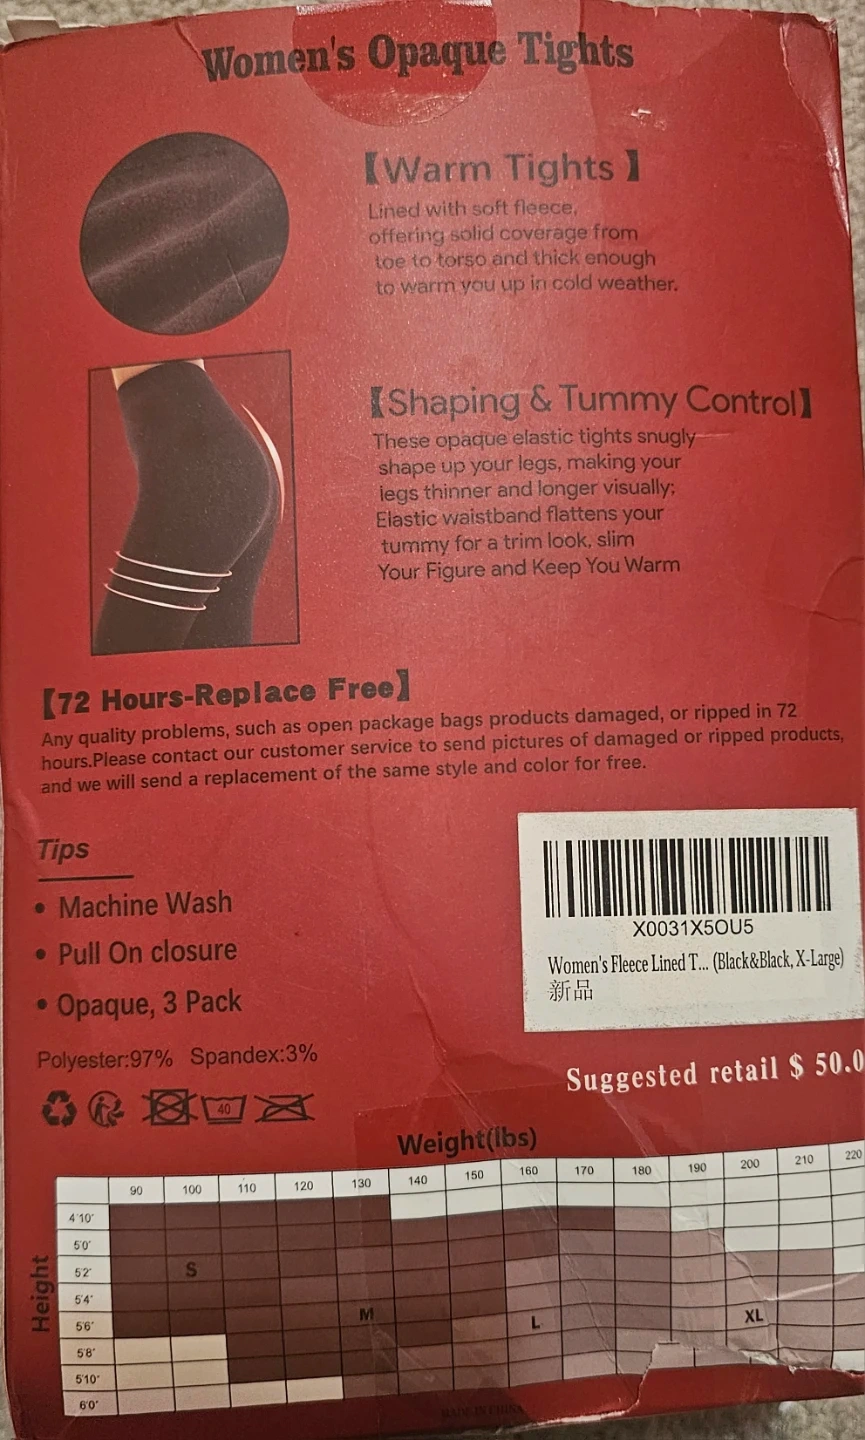 Women's Opaque Tights
【Warm Tights】
Lined with soft fleece,
offering solid coverage from
toe to torso and thick enough
to warm you up in cold weather.
【Shaping & Tummy Control】
These opaque elastic tights snugly
shape up your legs, making your
legs thinner and longer visually;
Elastic waistband flattens your
tummy for a trim look, slim
Your Figure and Keep You Warm
【72 Hours-Replace Free】
Any quality problems, such as open package bags products damaged, or ripped in 72
hours.Please contact our customer service to send pictures of damaged or ripped products,
and we will send a replacement of the same style and color for free.
Tips
• Machine Wash
• Pull On closure
• Opaque, 3 Pack
Polyester:97% Spandex:3%
40
X0031X5OU5
Women's Fleece Lined T... (Black&Black, X-Large)
新品
Suggested retail $ 50.0
Weight(lbs)
90 100 110 120 130 140 150 160 170 180 190 200 210 220
Height
4'10"
5'0"
5'2"
5'4"
5'6"
5'8"
5'10"
6'0"
S
M
L
XL
MADE IN CHINA